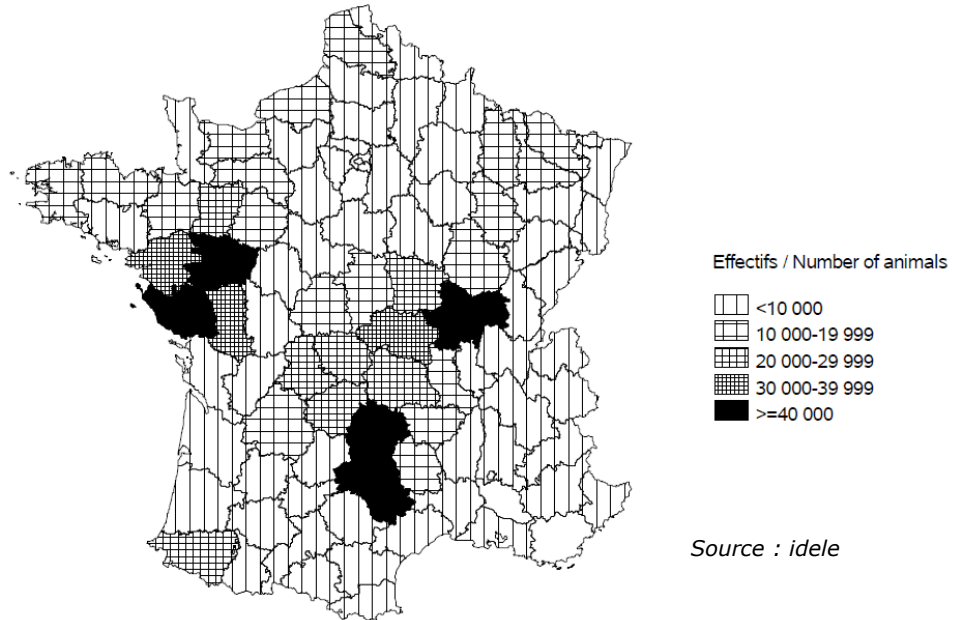 Effectifs / Number of animals
<10 000
10 000-19 999
20 000-29 999
30 000-39 999
>=40 000
Source : idele